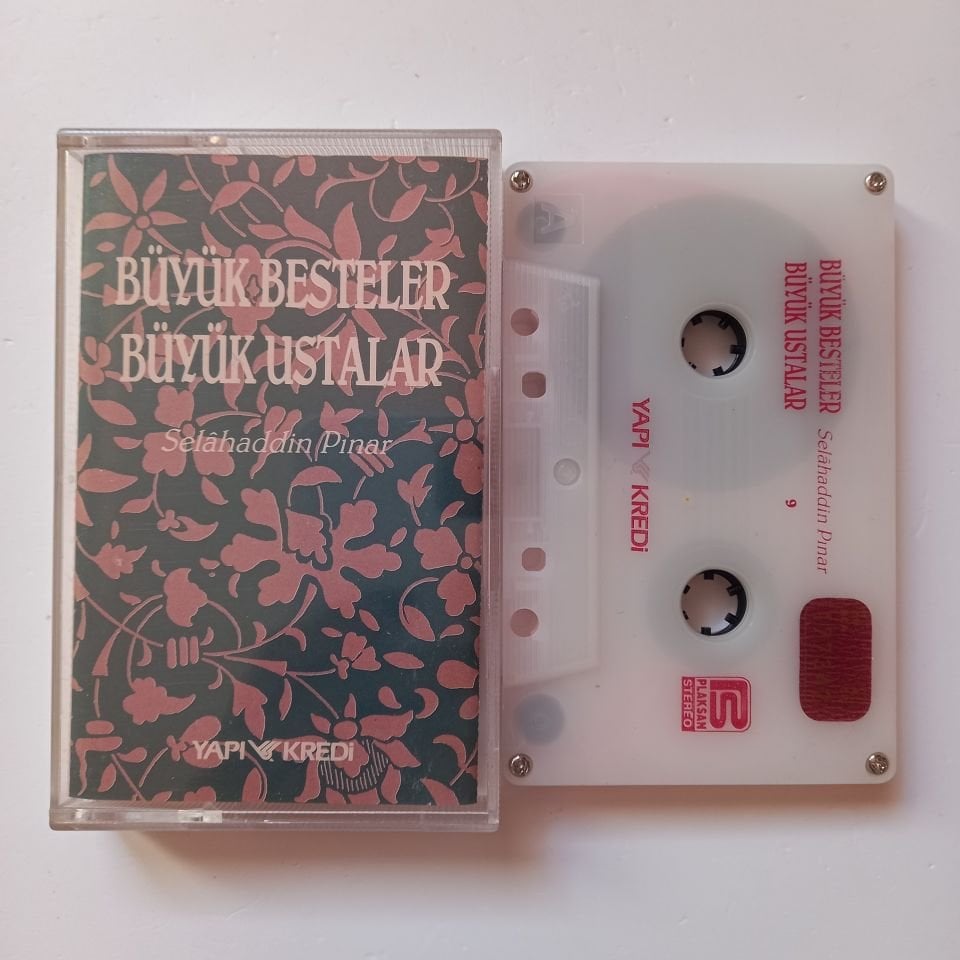 BÜYÜK BESTELER
BÜYÜK USTALAR
Selâhaddin Pınar
YAPI KREDİ
A
BÜYÜK BESTELER
BÜYÜK USTALAR
Selâhaddin Pınar
9
YAPI KREDİ
PLAKSAN
STEREO